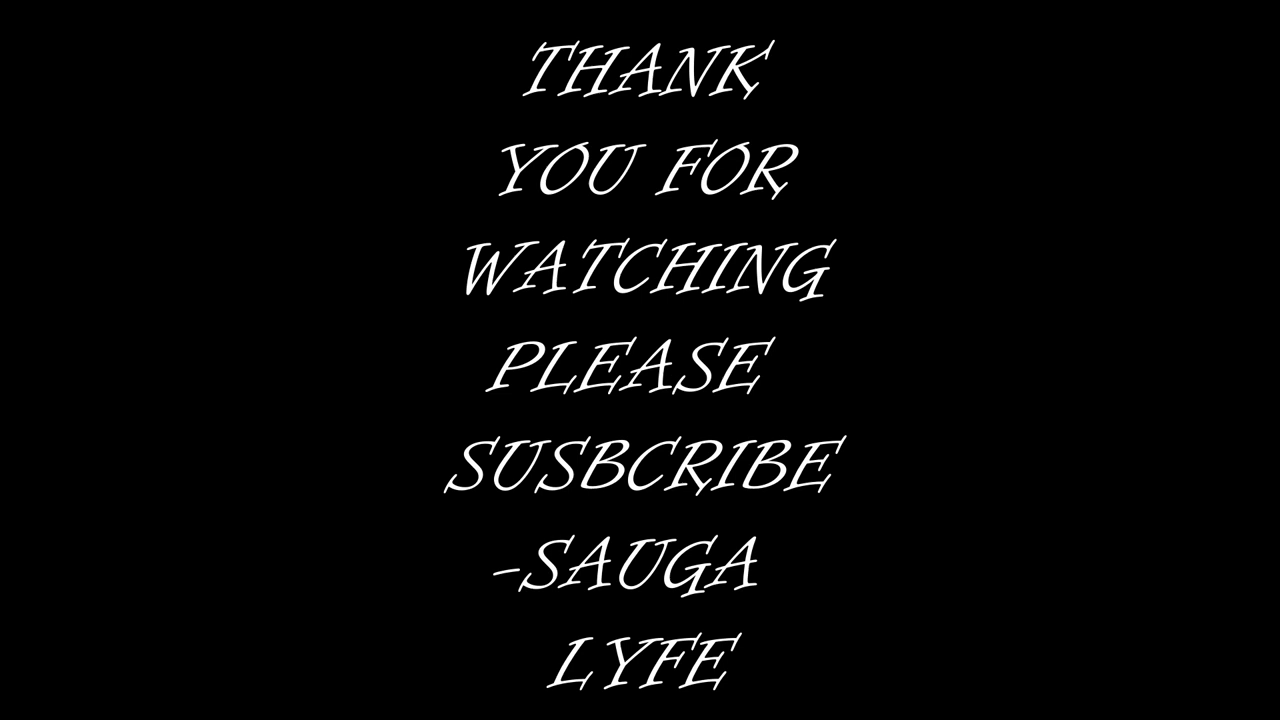 THANK
YOU FOR
WATCHING
PLEASE
SUSBCRIBE
-SAUGA
LYFE